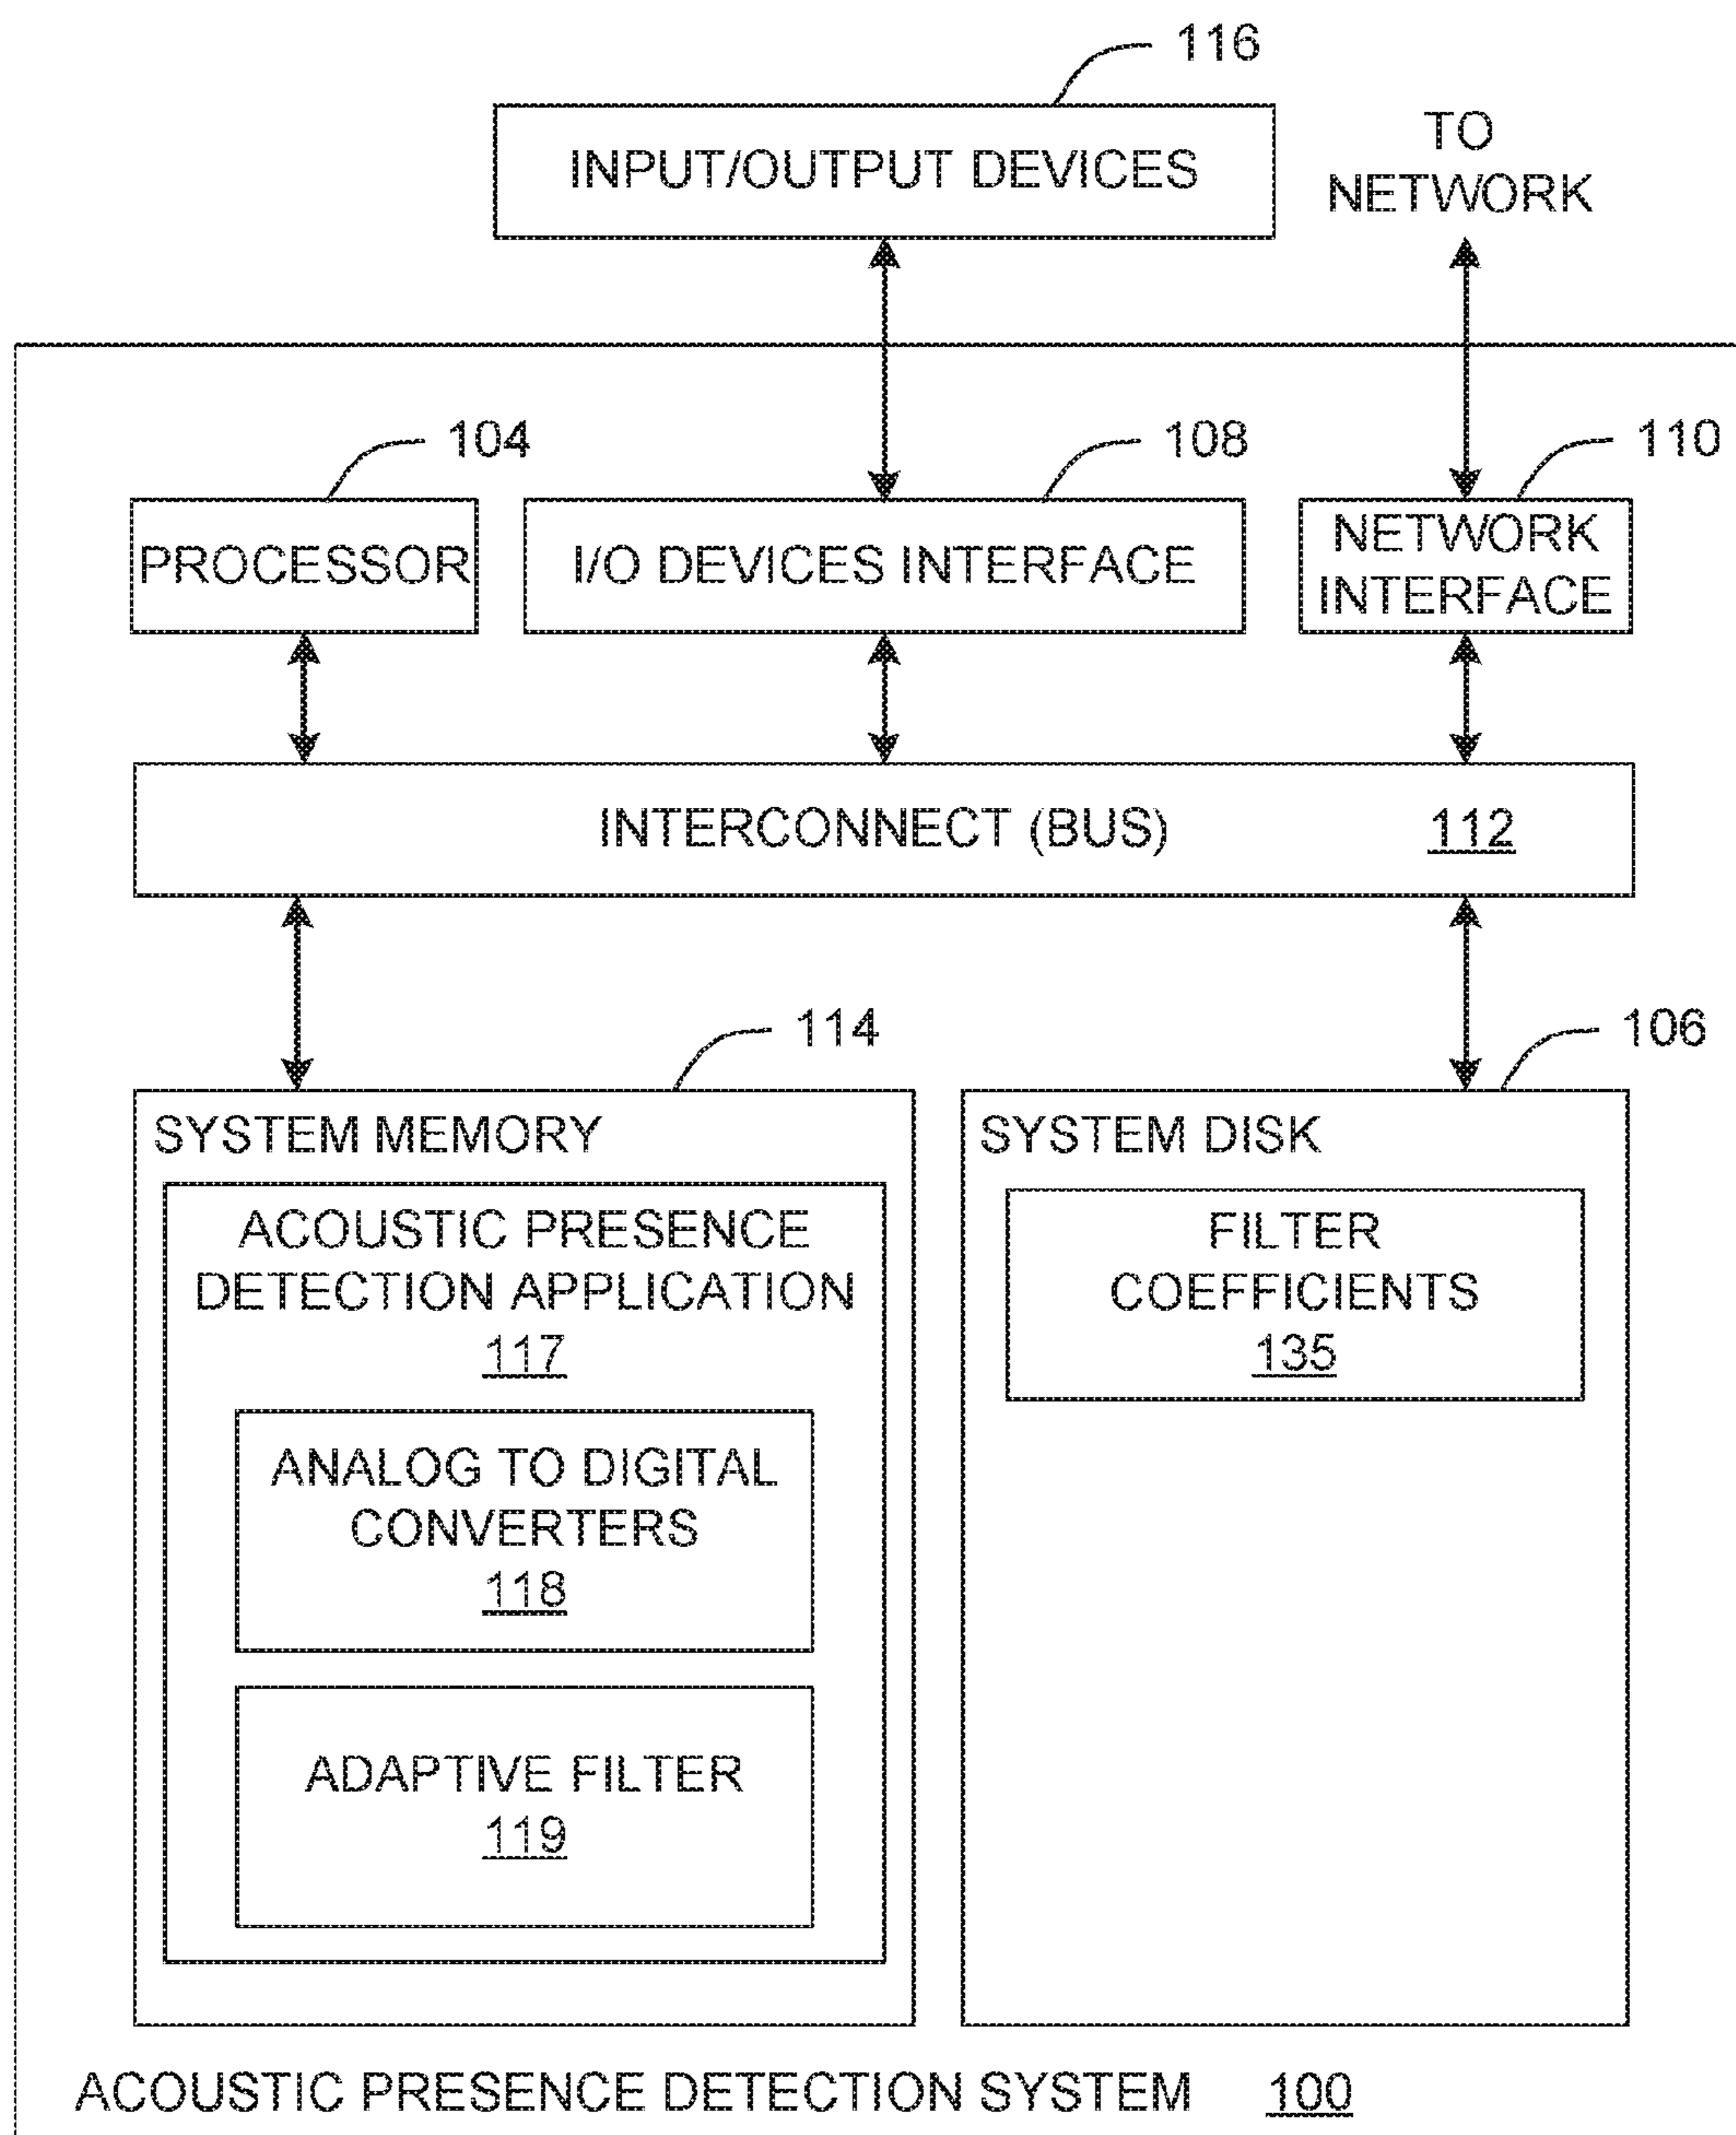 116
INPUT/OUTPUT DEVICES
TO
NETWORK
104
108
110
PROCESSOR
I/O DEVICES INTERFACE
NETWORK
INTERFACE
INTERCONNECT (BUS) 112
114
106
SYSTEM MEMORY
ACOUSTIC PRESENCE
DETECTION APPLICATION
117
ANALOG TO DIGITAL
CONVERTERS
118
ADAPTIVE FILTER
119
SYSTEM DISK
FILTER
COEFFICIENTS
135
ACOUSTIC PRESENCE DETECTION SYSTEM 100